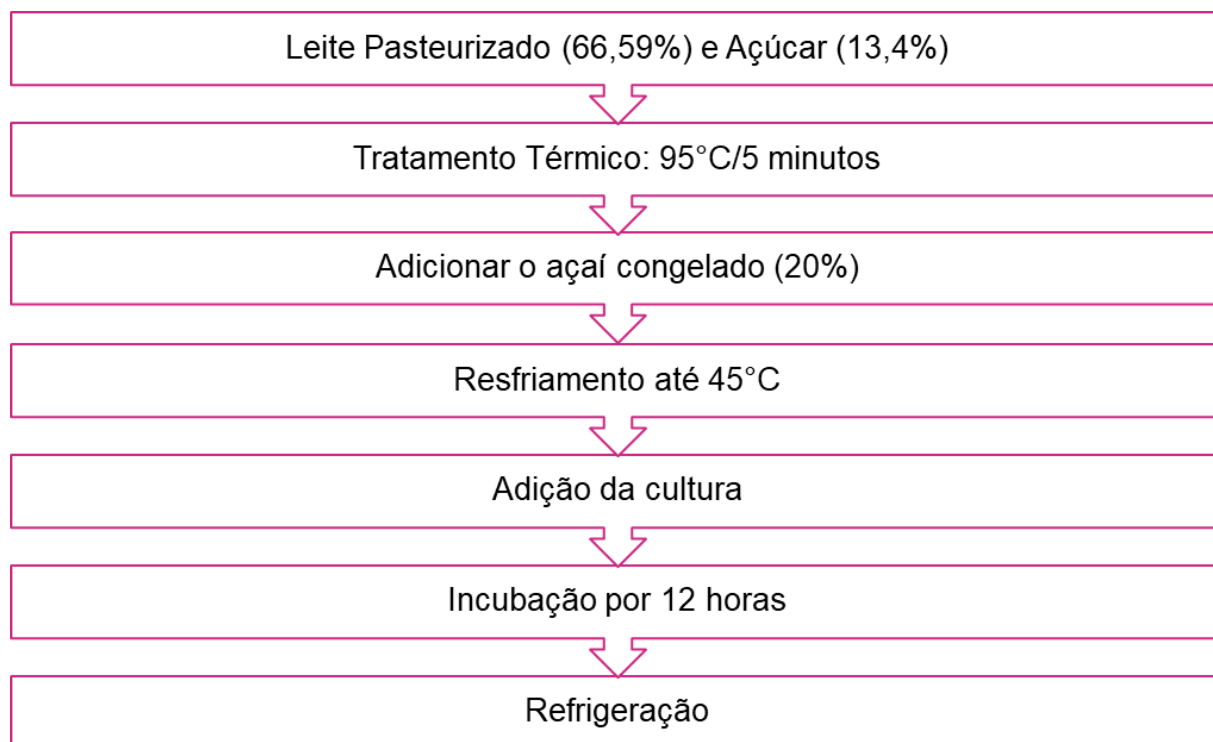 Leite Pasteurizado (66,59%) e Açúcar (13,4%)
Tratamento Térmico: 95°C/5 minutos
Adicionar o açaí congelado (20%)
Resfriamento até 45°C
Adição da cultura
Incubação por 12 horas
Refrigeração